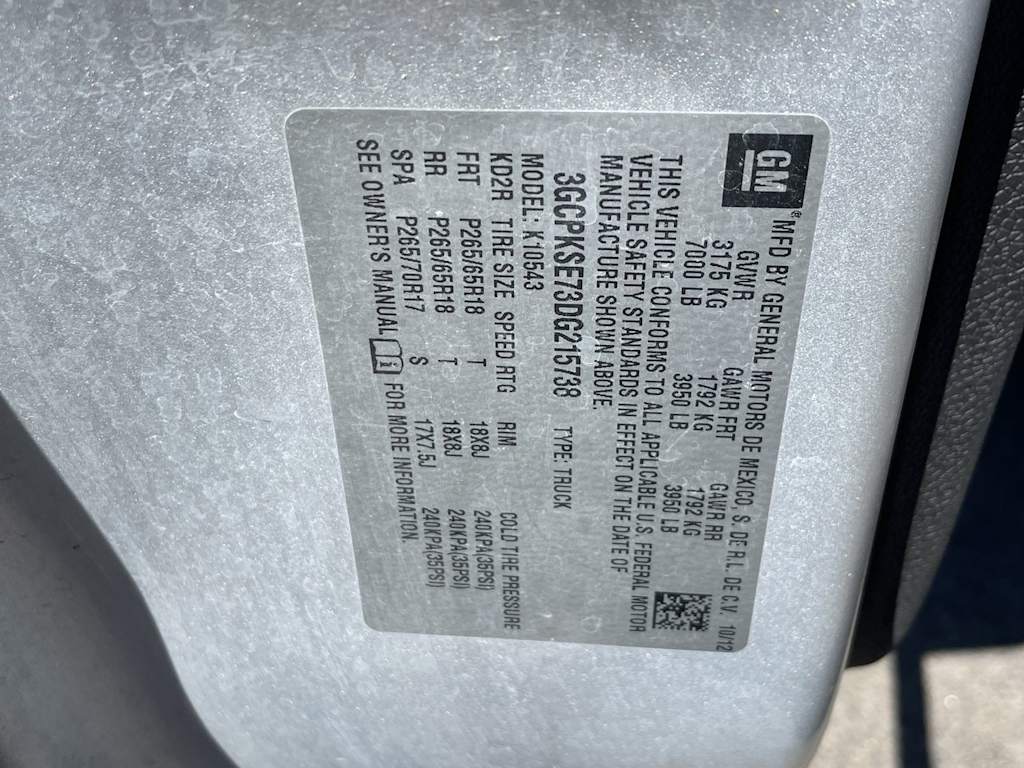 GM® MFD BY GENERAL MOTORS DE MEXICO, S. DE R.L. DE C.V. 10/12
GVWR GAWR FRT GAWR RR
3175 KG 1792 KG 1792 KG
7000 LB 3950 LB 3950 LB
THIS VEHICLE CONFORMS TO ALL APPLICABLE U.S. FEDERAL MOTOR
VEHICLE SAFETY STANDARDS IN EFFECT ON THE DATE OF
MANUFACTURE SHOWN ABOVE.
3GCPKSE73DG215738 TYPE: TRUCK
MODEL: K10543
KD2R TIRE SIZE SPEED RTG RIM COLD TIRE PRESSURE
FRT P265/65R18 T 18X8J 240KPA(35PSI)
RR P265/65R18 T 18X8J 240KPA(35PSI)
SPA P265/70R17 S 17X7.5J 240KPA(35PSI)
SEE OWNER'S MANUAL FOR MORE INFORMATION.